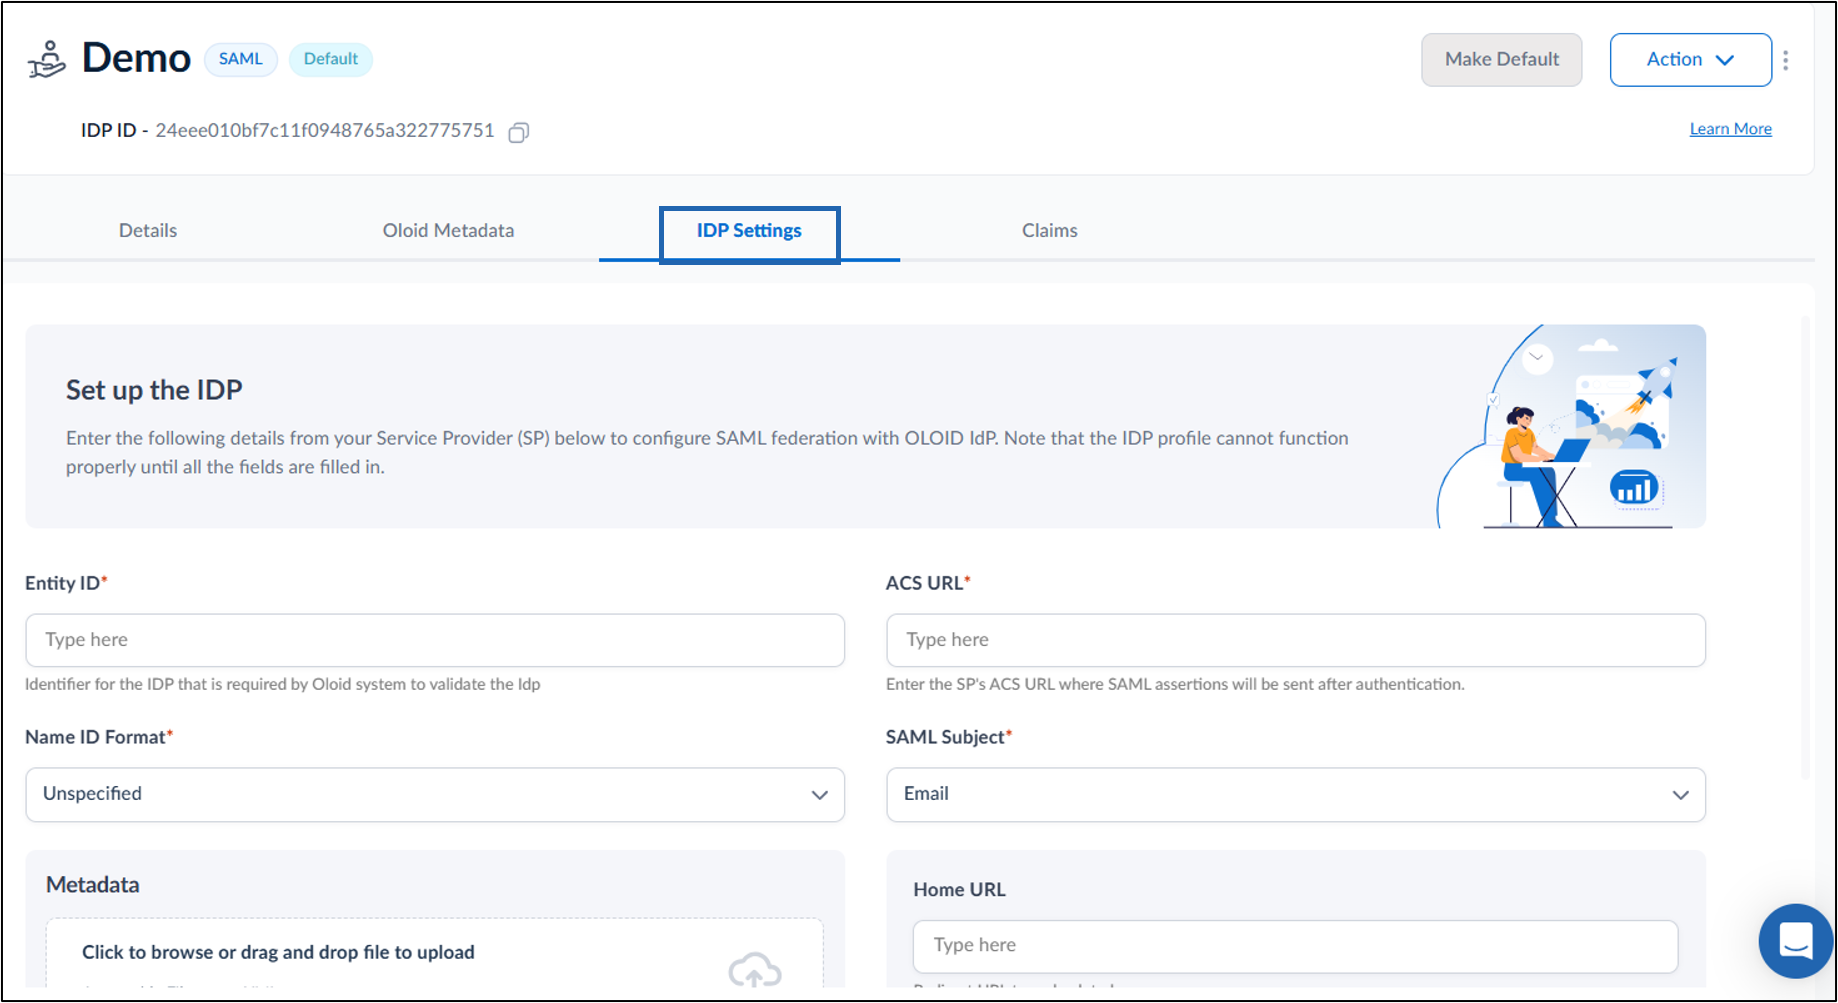 Demo SAML Default Make Default Action
IDP ID - 24eee010bf7c11f0948765a322775751 Learn More
Details Oloid Metadata IDP Settings Claims
Set up the IDP
Enter the following details from your Service Provider (SP) below to configure SAML federation with OLOID IdP. Note that the IDP profile cannot function
properly until all the fields are filled in.
Entity ID* ACS URL*
Type here Type here
Identifier for the IDP that is required by Oloid system to validate the Idp Enter the SP's ACS URL where SAML assertions will be sent after authentication.
Name ID Format* SAML Subject*
Unspecified Email
Metadata Home URL
Click to browse or drag and drop file to upload Type here